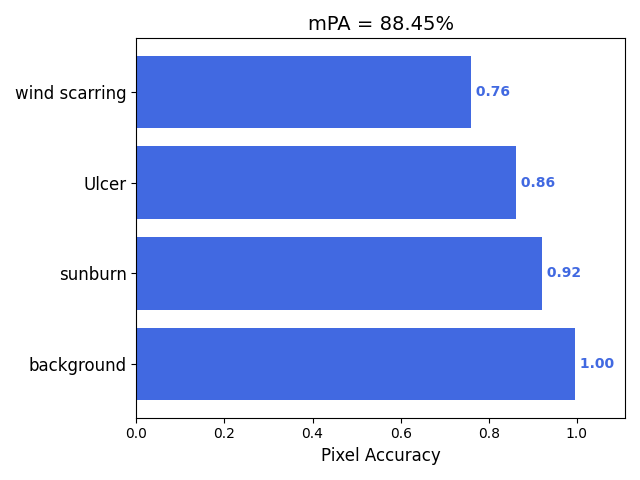 mPA = 88.45%
wind scarring
0.76
Ulcer
0.86
sunburn
0.92
background
1.00
0.0 0.2 0.4 0.6 0.8 1.0
Pixel Accuracy